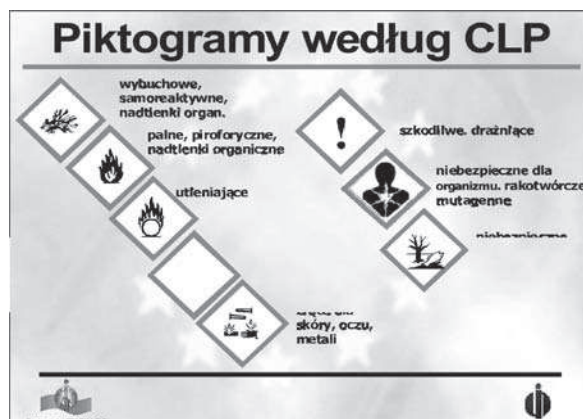 Piktogramy według CLP
wybuchowe,
samoreaktywne,
nadtlenki organ.
palne, piroforyczne,
nadtlenki organiczne
utleniające
skóry, oczu,
metali
!
szkodliwe, drażniące
niebezpieczne dla
organizmu, rakotwórcze
mutagenne